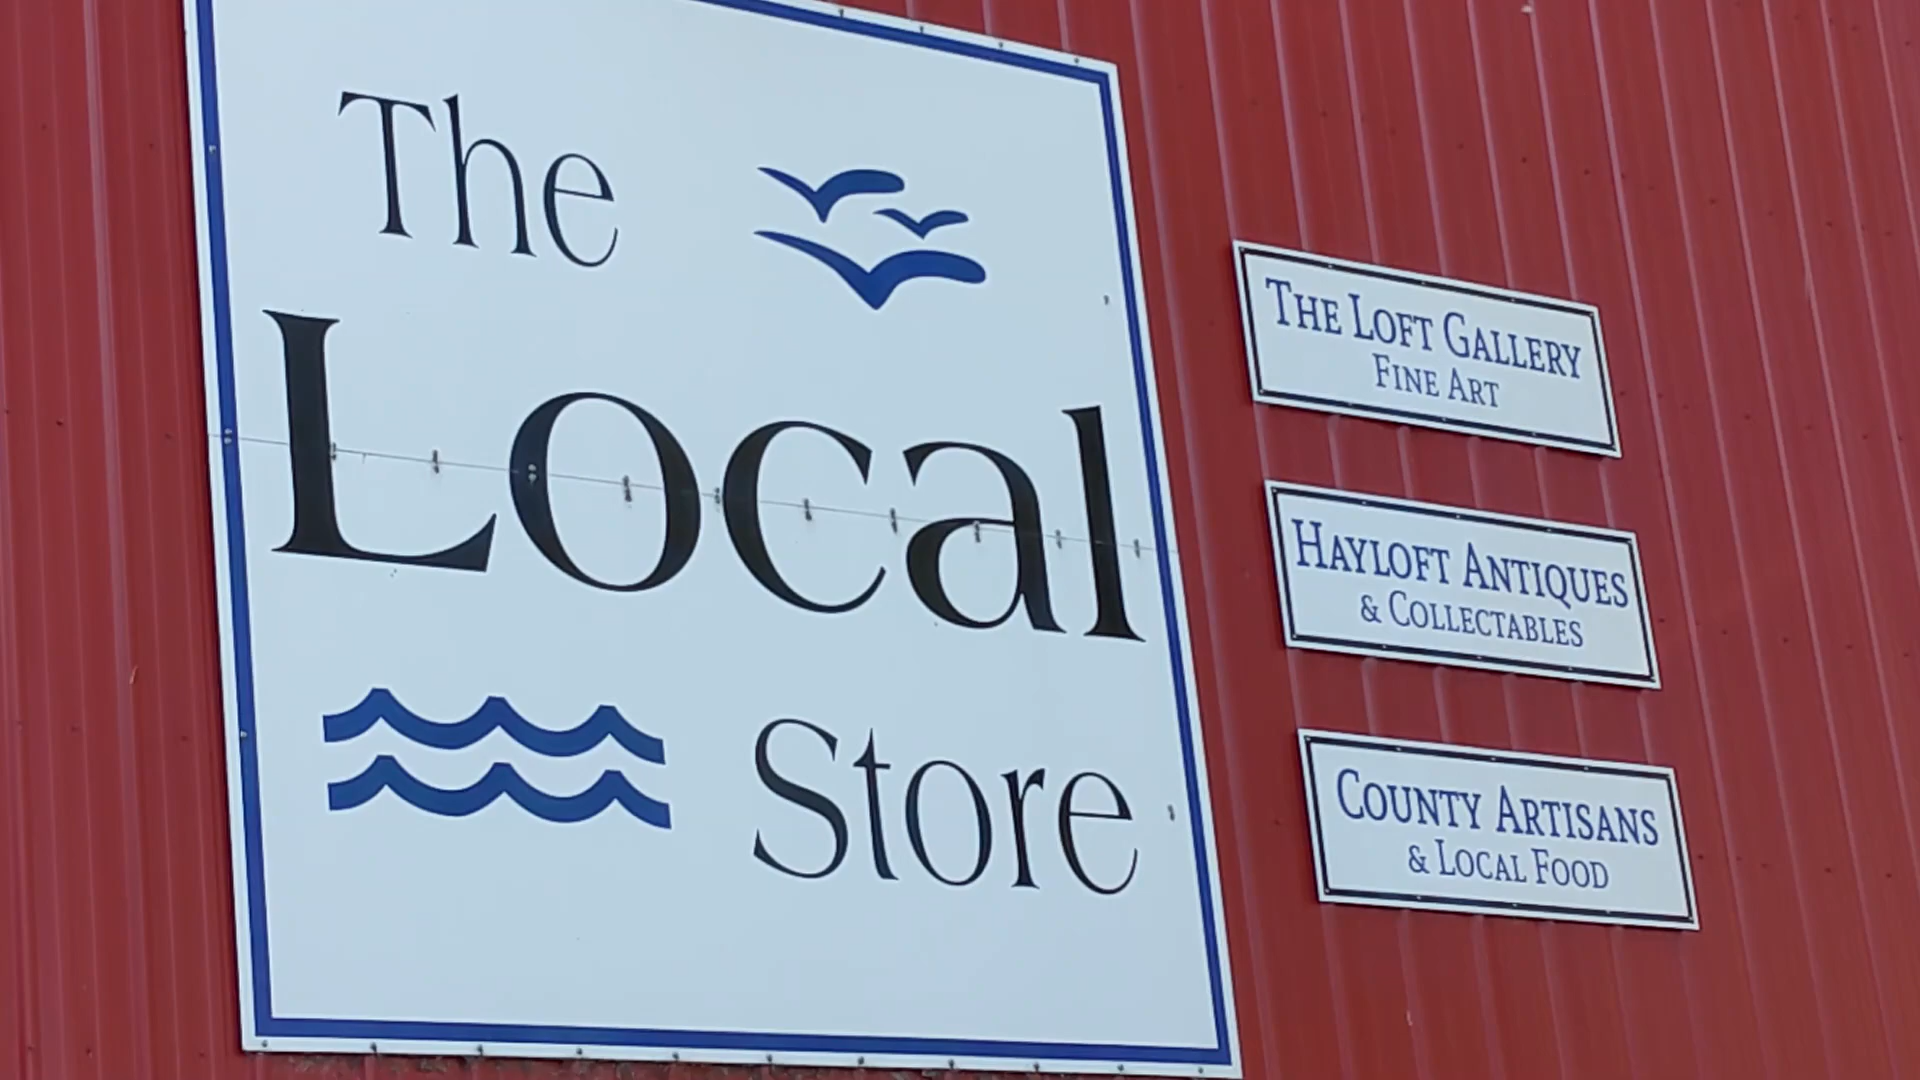 The
Local
Store
THE LOFT GALLERY
FINE ART
HAYLOFT ANTIQUES
& COLLECTABLES
COUNTY ARTISANS
& LOCAL FOOD